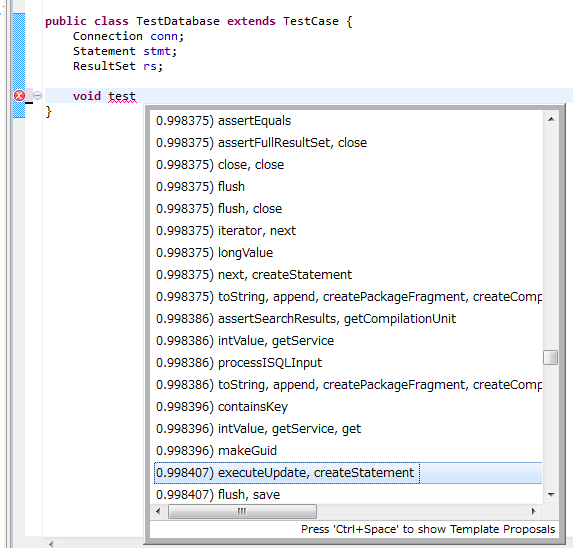 public class TestDatabase extends TestCase {
Connection conn;
Statement stmt;
ResultSet rs;
void test
}
0.998375) assertEquals
0.998375) assertFullResultSet, close
0.998375) close, close
0.998375) flush
0.998375) flush, close
0.998375) iterator, next
0.998375) longValue
0.998375) next, createStatement
0.998375) toString, append, createPackageFragment, createComp
0.998386) assertSearchResults, getCompilationUnit
0.998386) intValue, getService
0.998386) processISQLInput
0.998386) toString, append, createPackageFragment, createComp
0.998396) containsKey
0.998396) intValue, getService, get
0.998396) makeGuid
0.998407) executeUpdate, createStatement
0.998407) flush, save
Press 'Ctrl+Space' to show Template Proposals